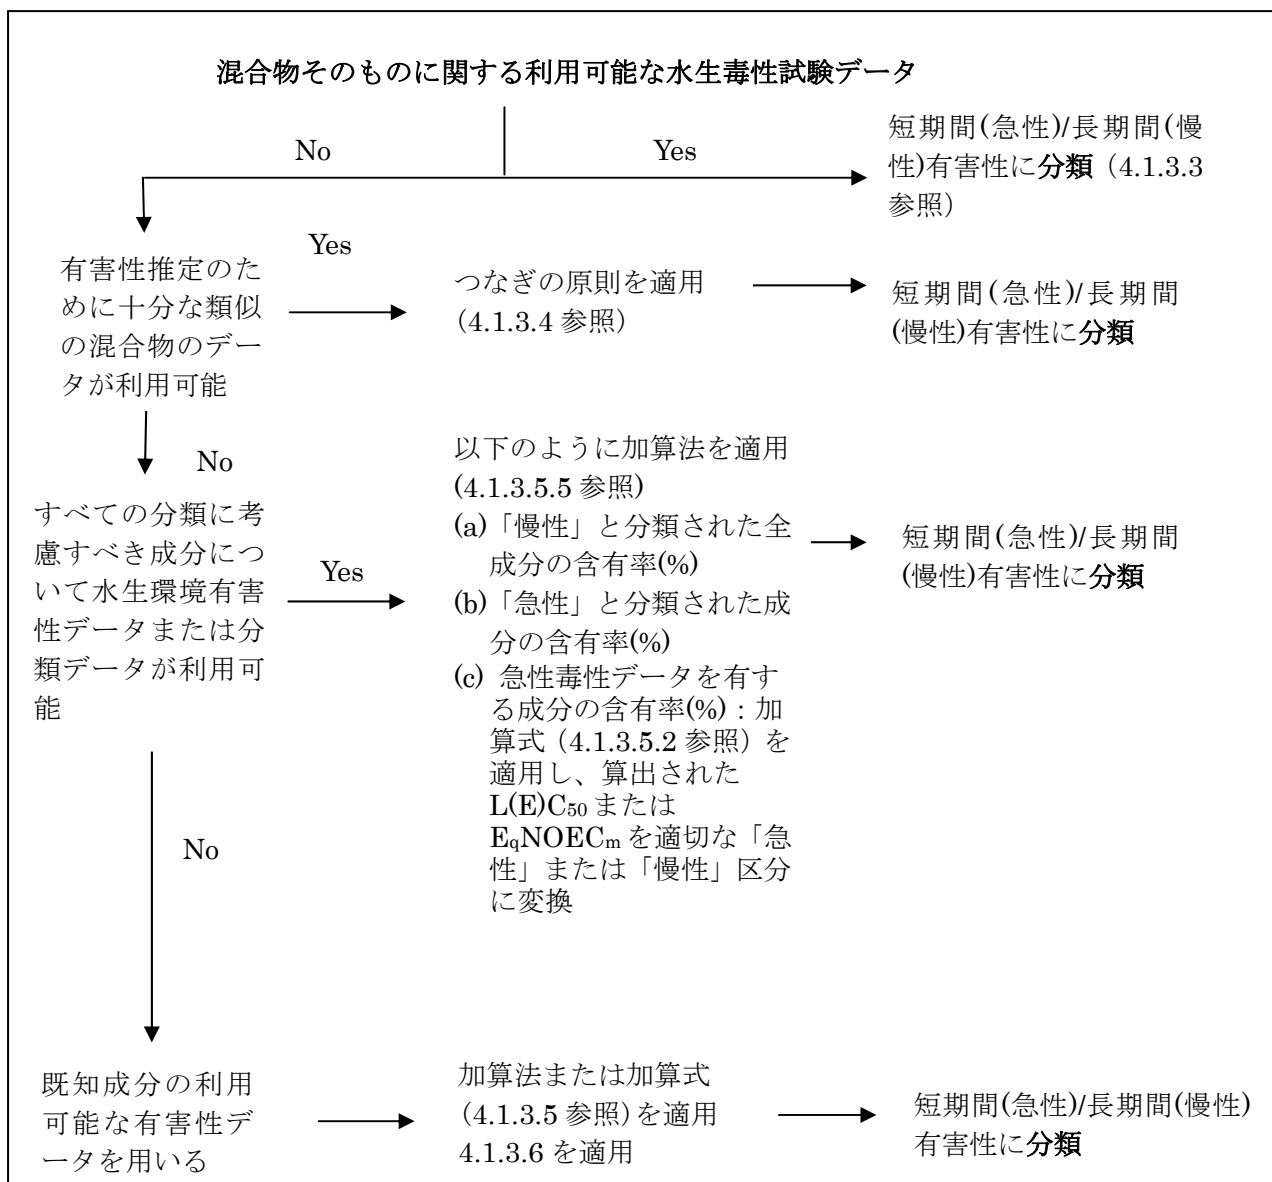 混合物そのものに関する利用可能な水生毒性試験データ
No
Yes
短期間(急性)/長期間(慢
性)有害性に分類（4.1.3.3
参照）
有害性推定のた
めに十分な類似
の混合物のデー
タが利用可能
Yes
つなぎの原則を適用
（4.1.3.4 参照）
短期間(急性)/長期間
(慢性)有害性に分類
No
すべての分類に考
慮すべき成分につ
いて水生環境有害
性データまたは分
類データが利用可
能
Yes
以下のように加算法を適用
(4.1.3.5.5 参照)
(a)「慢性」と分類された全
成分の含有率(%)
(b)「急性」と分類された成
分の含有率(%)
(c) 急性毒性データを有す
る成分の含有率(%)：加
算式（4.1.3.5.2 参照）を
適用し、算出された
L(E)C50 または
EqNOECm を適切な「急
性」または「慢性」区分
に変換
短期間(急性)/長期間
(慢性)有害性に分類
No
既知成分の利用
可能な有害性デ
ータを用いる
加算法または加算式
（4.1.3.5 参照）を適用
4.1.3.6 を適用
短期間(急性)/長期間(慢性)
有害性に分類